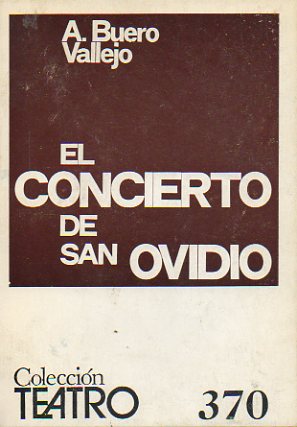 A. Buero
Vallejo
EL
CONCIERTO
DE
SAN OVIDIO
Colección
TEATRO 370